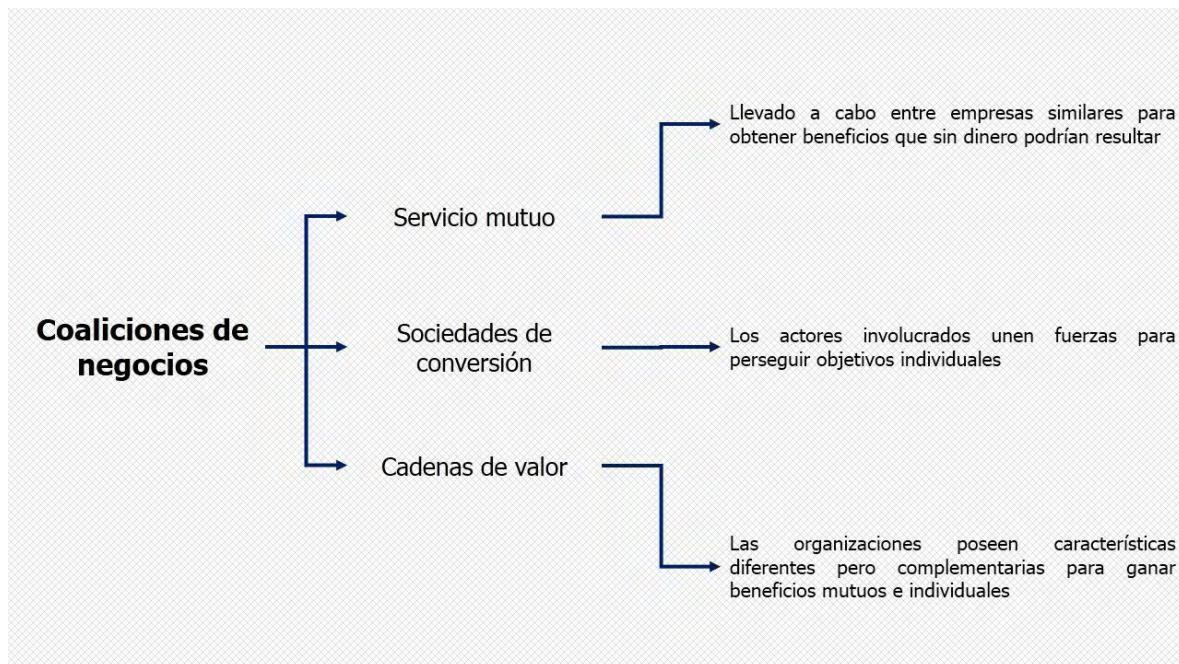 Coaliciones de
negocios
Servicio mutuo
Llevado a cabo entre empresas similares para
obtener beneficios que sin dinero podrían resultar
Sociedades de
conversión
Los actores involucrados unen fuerzas para
perseguir objetivos individuales
Cadenas de valor
Las organizaciones poseen características
diferentes pero complementarias para ganar
beneficios mutuos e individuales